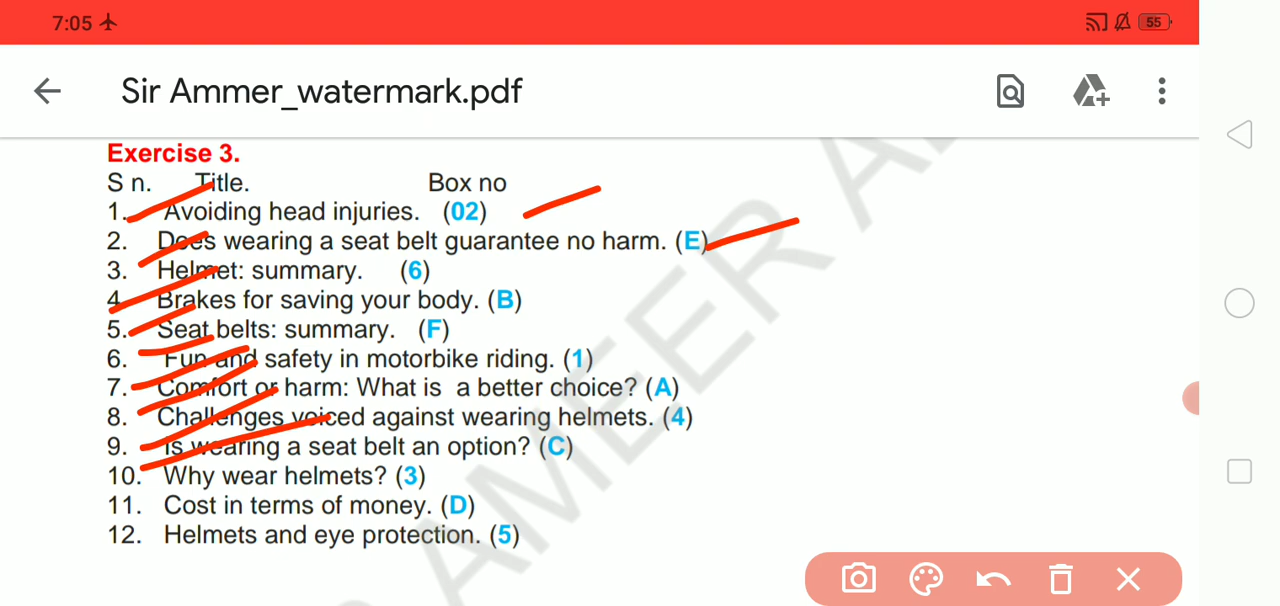 7:05
55
Sir Ammer_watermark.pdf
Exercise 3.
S n. Title. Box no
1. Avoiding head injuries. (02)
2. Does wearing a seat belt guarantee no harm. (E)
3. Helmet: summary. (6)
4. Brakes for saving your body. (B)
5. Seat belts: summary. (F)
6. Fun and safety in motorbike riding. (1)
7. Comfort or harm: What is a better choice? (A)
8. Challenges voiced against wearing helmets. (4)
9. Is wearing a seat belt an option? (C)
10. Why wear helmets? (3)
11. Cost in terms of money. (D)
12. Helmets and eye protection. (5)
AMEER